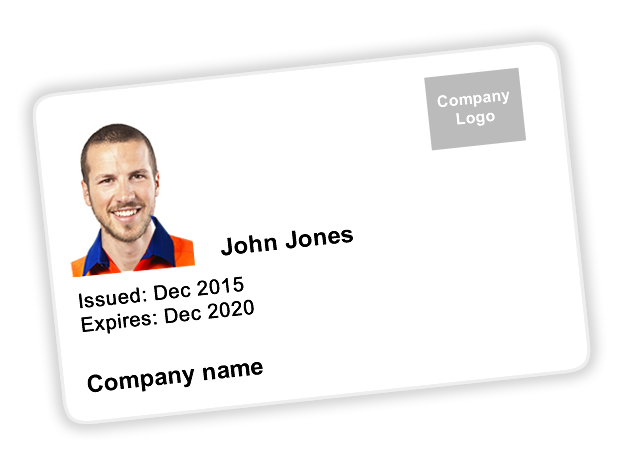 Company
Logo
John Jones
Issued: Dec 2015
Expires: Dec 2020
Company name